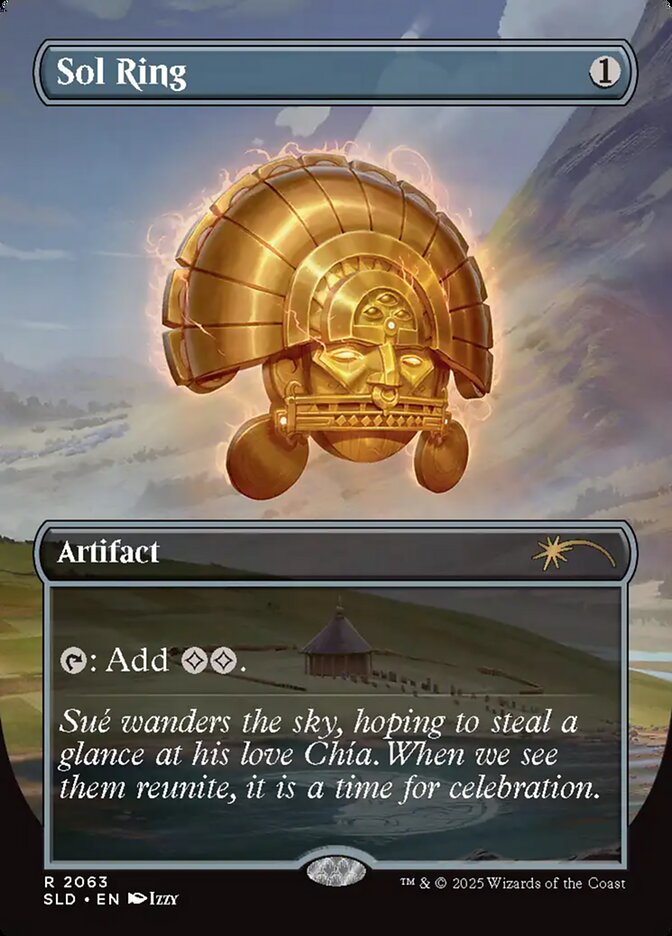 Sol Ring 1
Artifact
: Add .
Sué wanders the sky, hoping to steal a
glance at his love Chía. When we see
them reunite, it is a time for celebration.
R 2063
SLD • EN Izzy
™ & © 2025 Wizards of the Coast